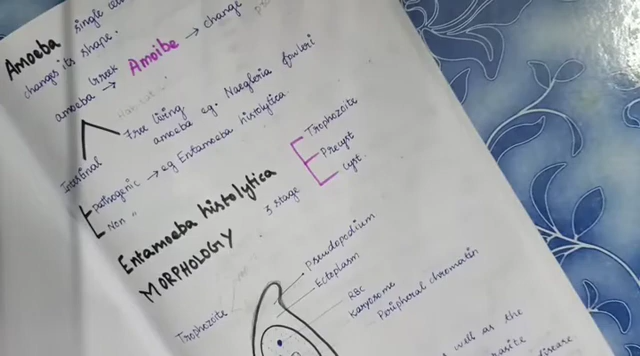 Amoeba single
changes its shape.
amoeba Greek → Amoibe → change
Free living
amoeba eg. Naegleria fowleri
Intestinal
pathogenic → eg Entamoeba histolytica.
Non "
Entamoeba histolytica
3 stage
Trophozoite
Precyst
Cyst.
MORPHOLOGY
Trophozoite
Pseudopodium
Ectoplasm
RBC
Karyosome
Peripheral chromatin
well as the
disease